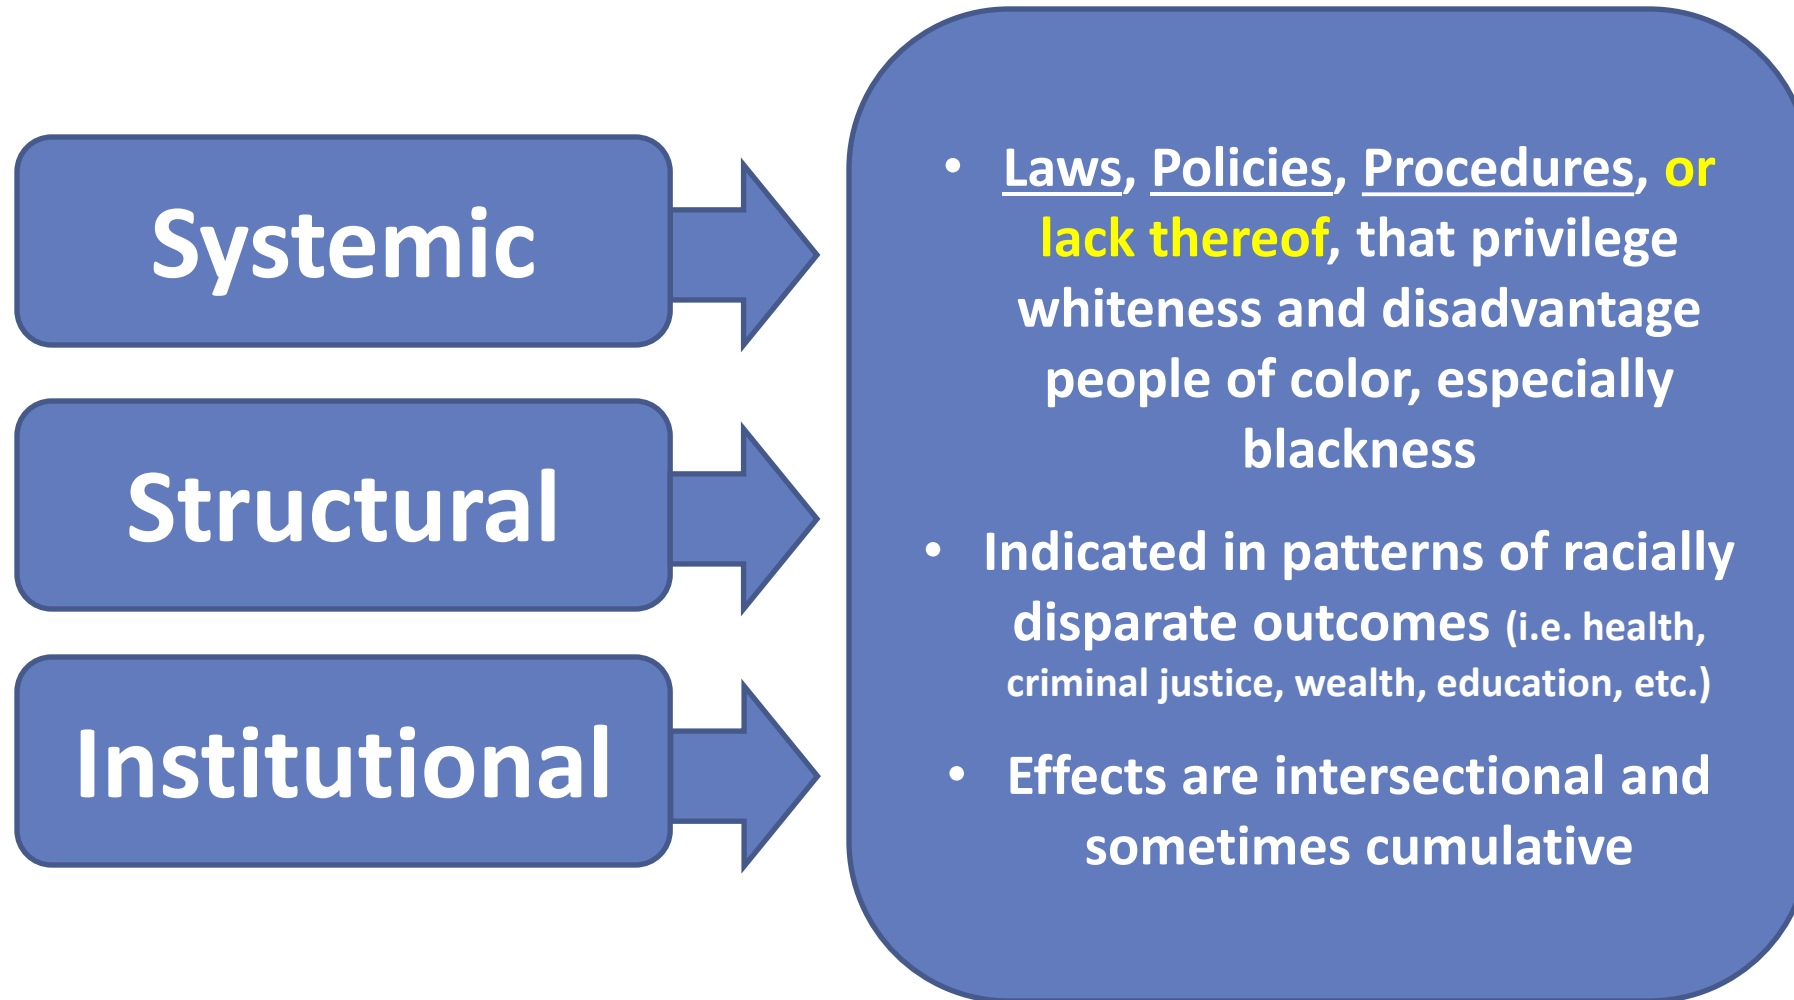 Systemic
Structural
Institutional
• Laws, Policies, Procedures, or
lack thereof, that privilege
whiteness and disadvantage
people of color, especially
blackness
• Indicated in patterns of racially
disparate outcomes (i.e. health,
criminal justice, wealth, education, etc.)
• Effects are intersectional and
sometimes cumulative